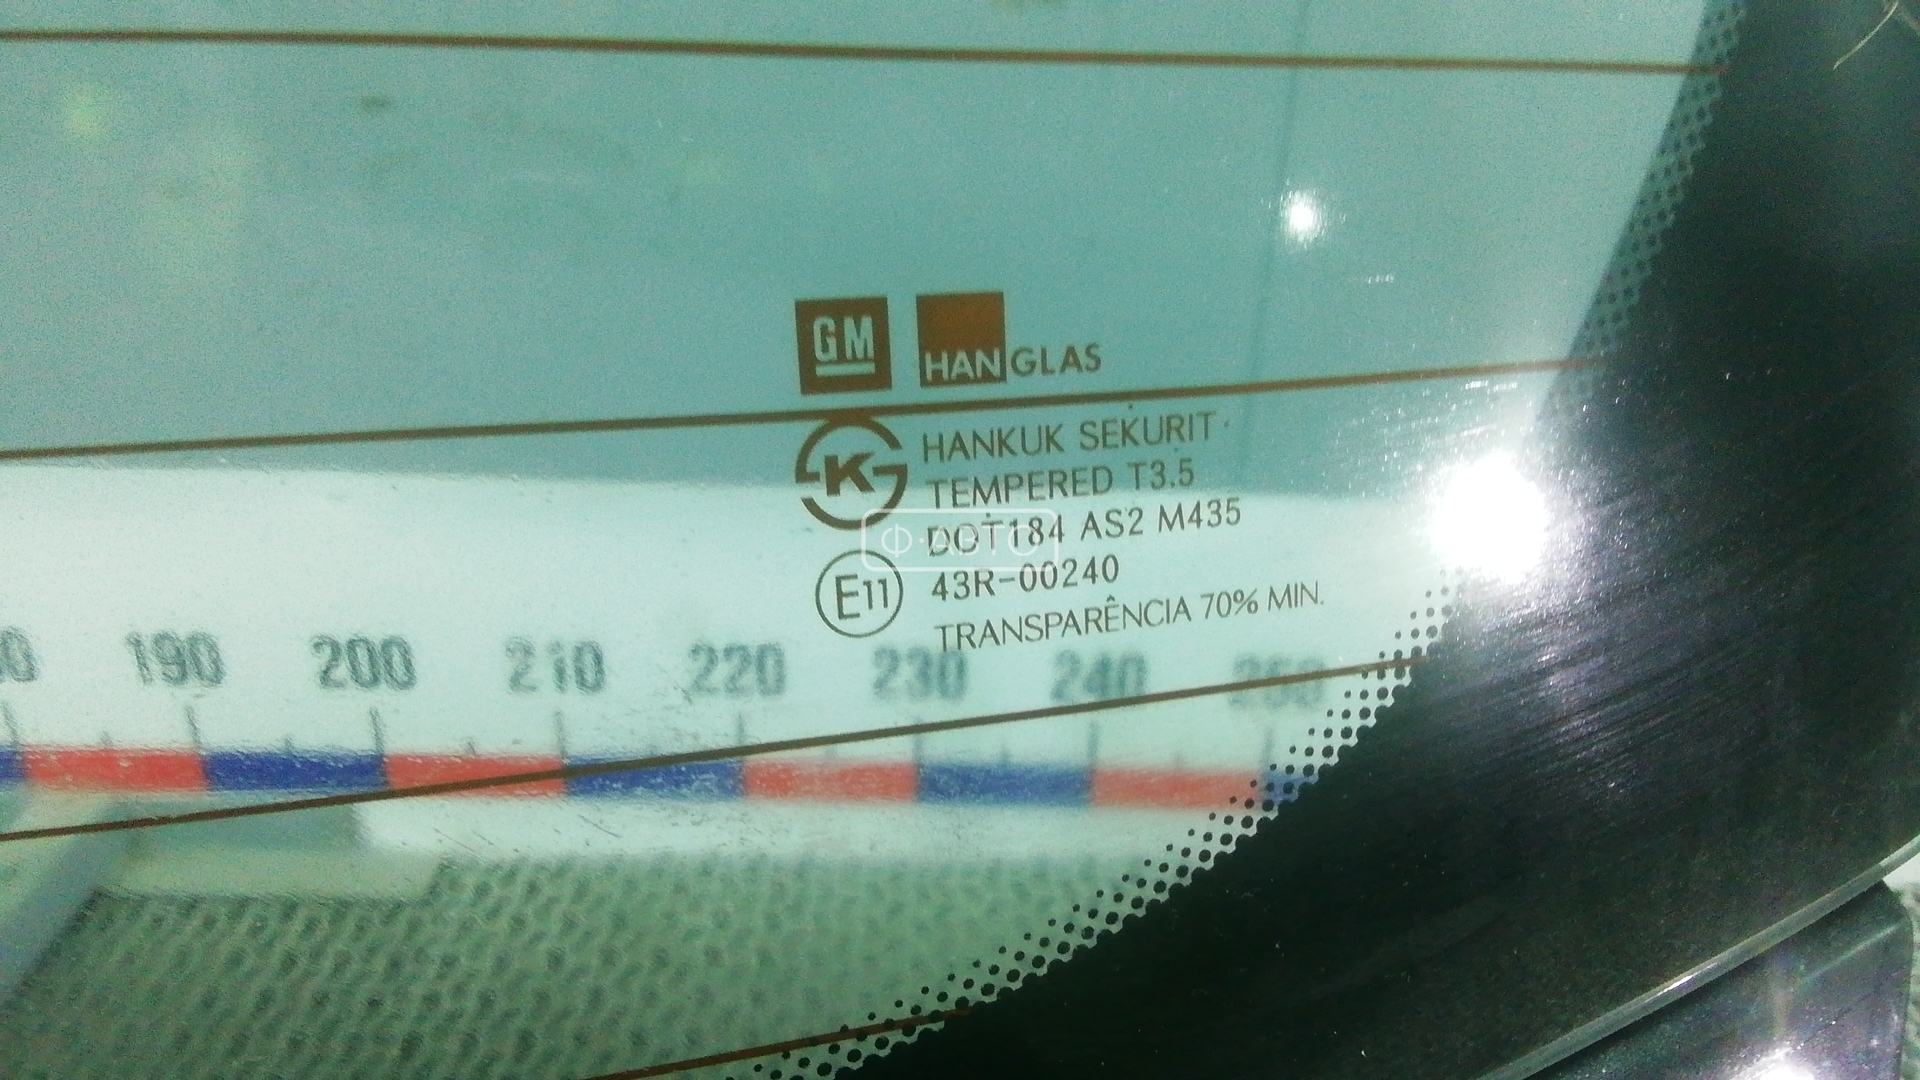 GM
HANGLAS
K
HANKUK SEKURIT
TEMPERED T3.5
DOT184 AS2 M435
Ф·АВТО
E11
43R-00240
TRANSPARÊNCIA 70% MIN.
190 200 210 220 230 240